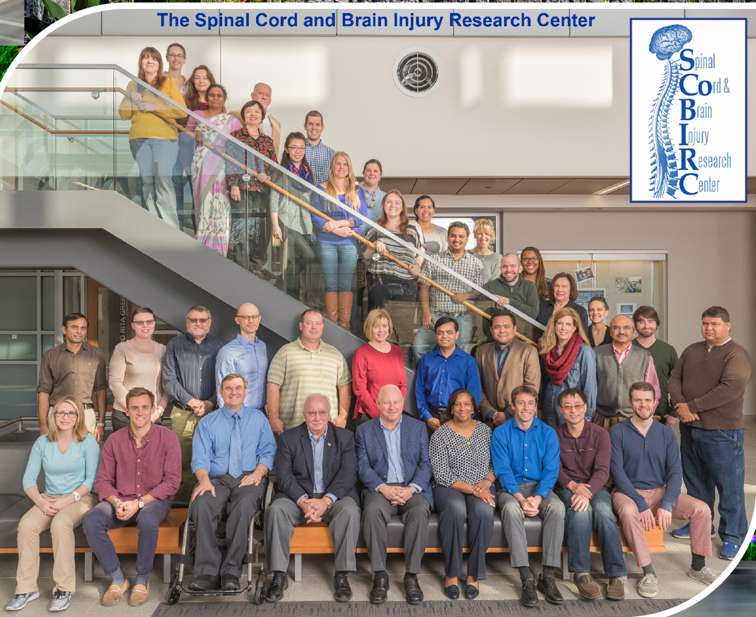 The Spinal Cord and Brain Injury Research Center
Spinal
Cord &
Brain
Injury
Research
Center